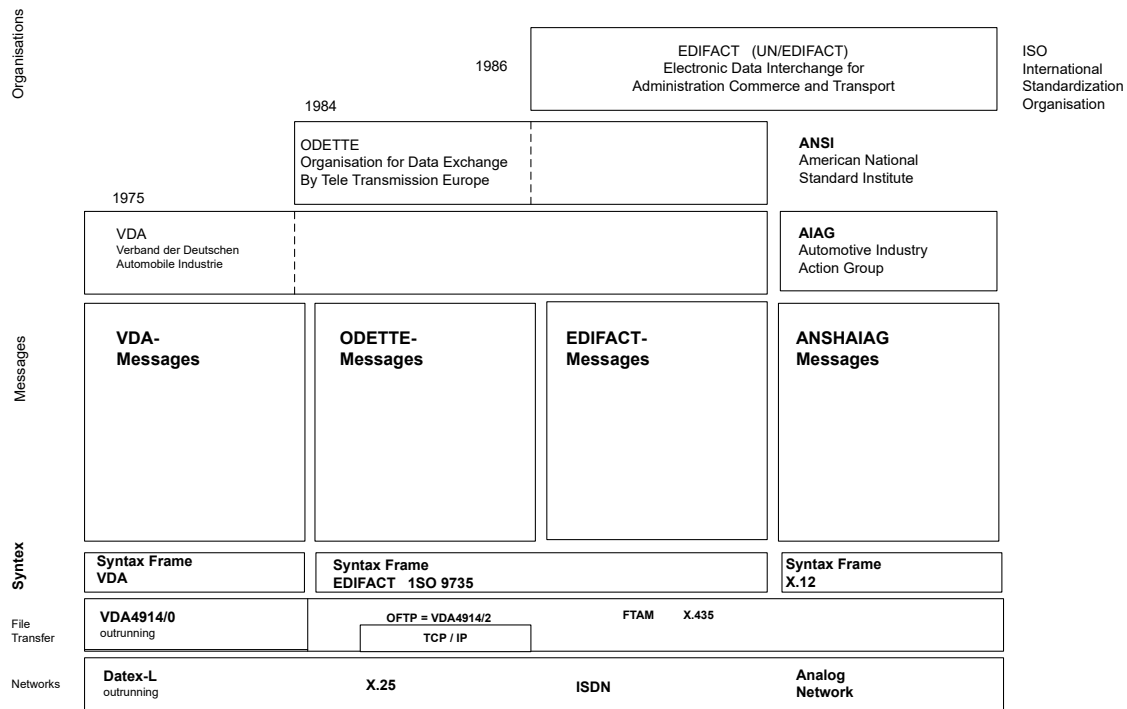 Organisations
EDIFACT (UN/EDIFACT)
Electronic Data Interchange for
Administration Commerce and Transport
ISO
International
Standardization
Organisation
1986
1984
ODETTE
Organisation for Data Exchange
By Tele Transmission Europe
ANSI
American National
Standard Institute
1975
VDA
Verband der Deutschen
Automobile Industrie
AIAG
Automotive Industry
Action Group
Messages
VDA-
Messages
ODETTE-
Messages
EDIFACT-
Messages
ANSHAIAG
Messages
Syntex
Syntax Frame
VDA
Syntax Frame
EDIFACT 1SO 9735
Syntax Frame
X.12
File
Transfer
VDA4914/0
outrunning
OFTP = VDA4914/2
TCP / IP
FTAM X.435
Networks
Datex-L
outrunning
X.25
ISDN
Analog
Network